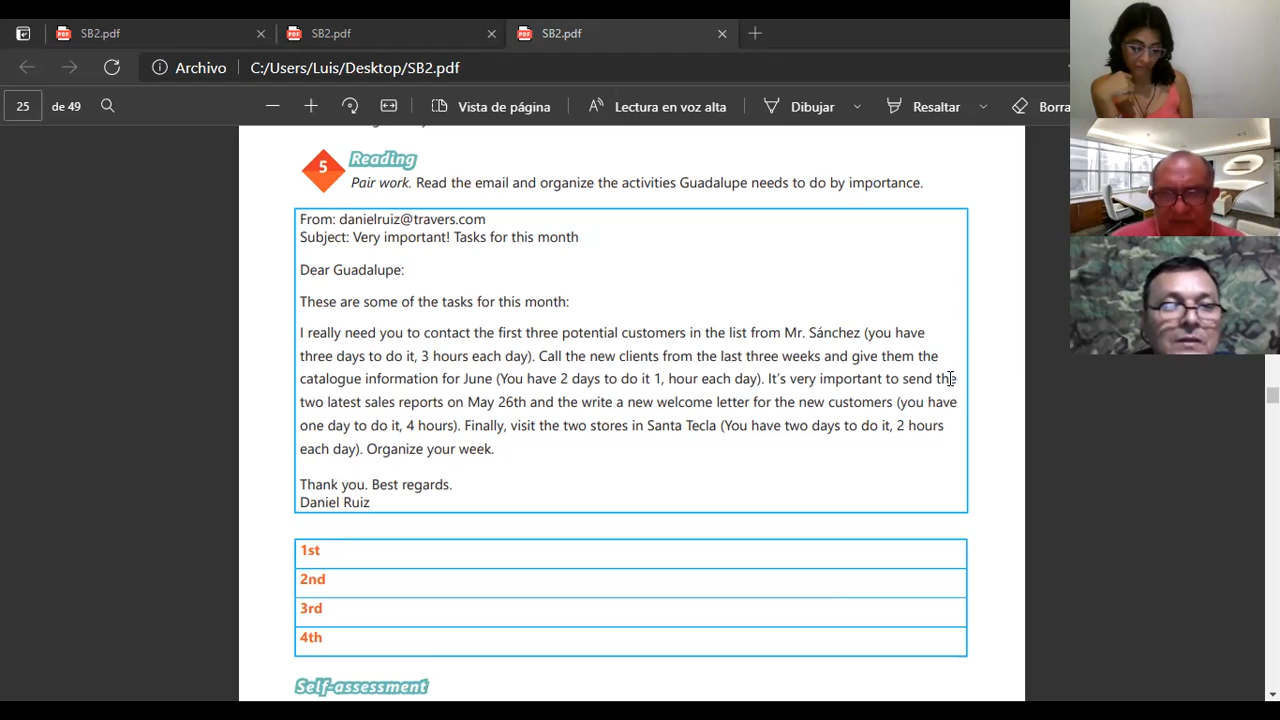 SB2.pdf
SB2.pdf
SB2.pdf
Archivo C:/Users/Luis/Desktop/SB2.pdf
25 de 49 Vista de página Lectura en voz alta Dibujar Resaltar Borra
5 Reading
Pair work. Read the email and organize the activities Guadalupe needs to do by importance.
From: danielruiz@travers.com
Subject: Very important! Tasks for this month
Dear Guadalupe:
These are some of the tasks for this month:
I really need you to contact the first three potential customers in the list from Mr. Sánchez (you have
three days to do it, 3 hours each day). Call the new clients from the last three weeks and give them the
catalogue information for June (You have 2 days to do it 1, hour each day). It’s very important to send the
two latest sales reports on May 26th and the write a new welcome letter for the new customers (you have
one day to do it, 4 hours). Finally, visit the two stores in Santa Tecla (You have two days to do it, 2 hours
each day). Organize your week.
Thank you. Best regards.
Daniel Ruiz
1st
2nd
3rd
4th
Self-assessment